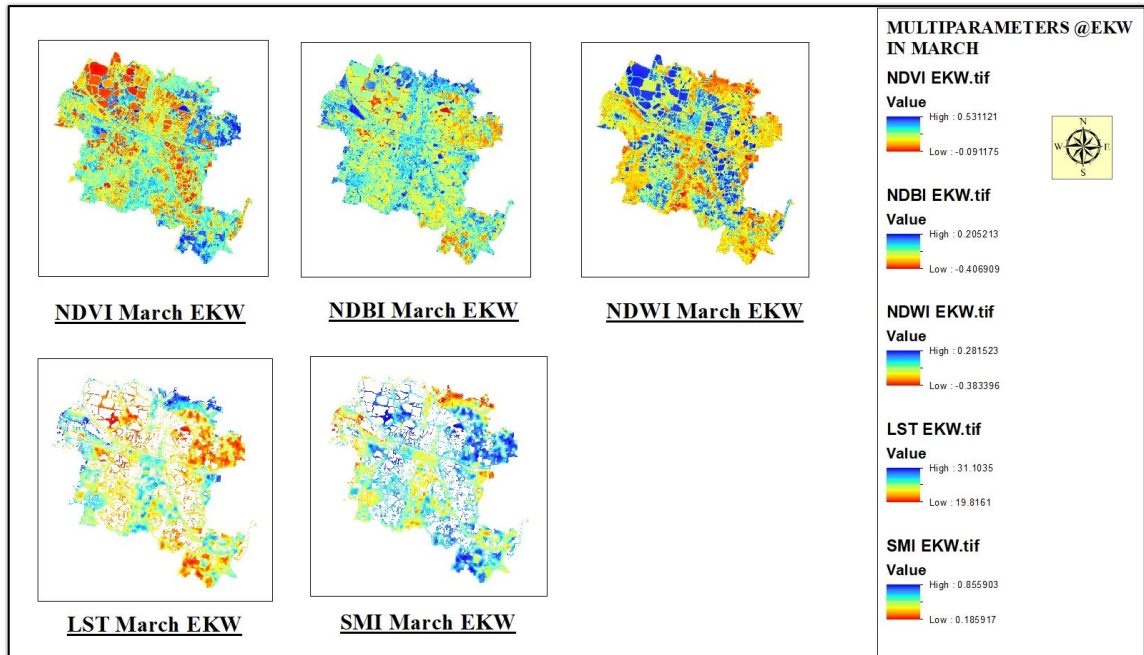 NDVI March EKW
NDBI March EKW
NDWI March EKW
LST March EKW
SMI March EKW
MULTIPARAMETERS @EKW
IN MARCH
NDVI EKW.tif
Value
High : 0.531121
Low : -0.091175
N
W E
S
NDBI EKW.tif
Value
High : 0.205213
Low : -0.406909
NDWI EKW.tif
Value
High : 0.281523
Low : -0.383396
LST EKW.tif
Value
High : 31.1035
Low : 19.8161
SMI EKW.tif
Value
High : 0.855903
Low : 0.185917